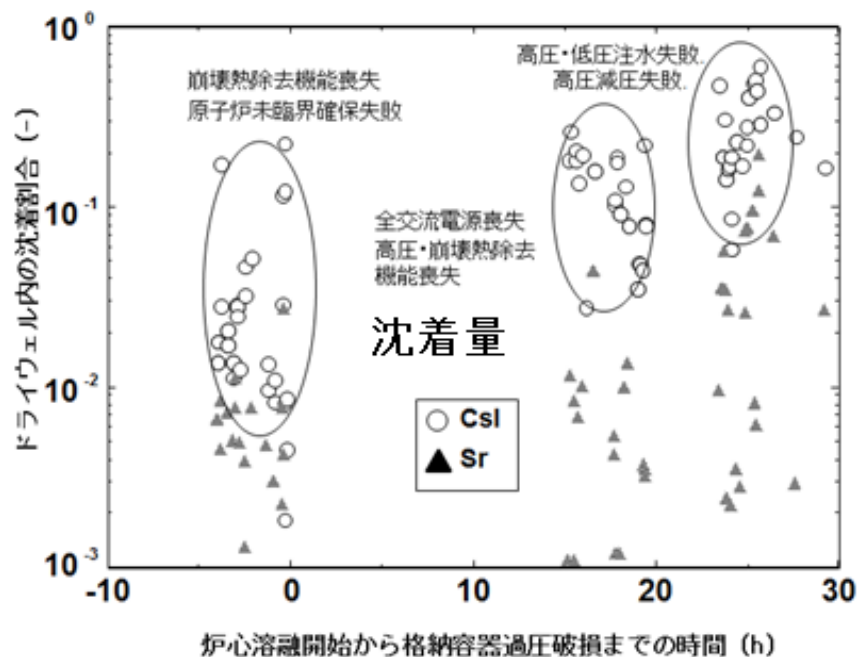 10⁰
高圧・低圧注水失敗.
崩壊熱除去機能喪失
高圧減圧失敗.
原子炉未臨界確保失敗
ドライウェル内の沈着割合（-）
10⁻¹
全交流電源喪失
高圧・崩壊熱除去
機能喪失
沈着量
10⁻²
CsI
Sr
10⁻³
-10 0 10 20 30
炉心溶融開始から格納容器過圧破損までの時間（h）